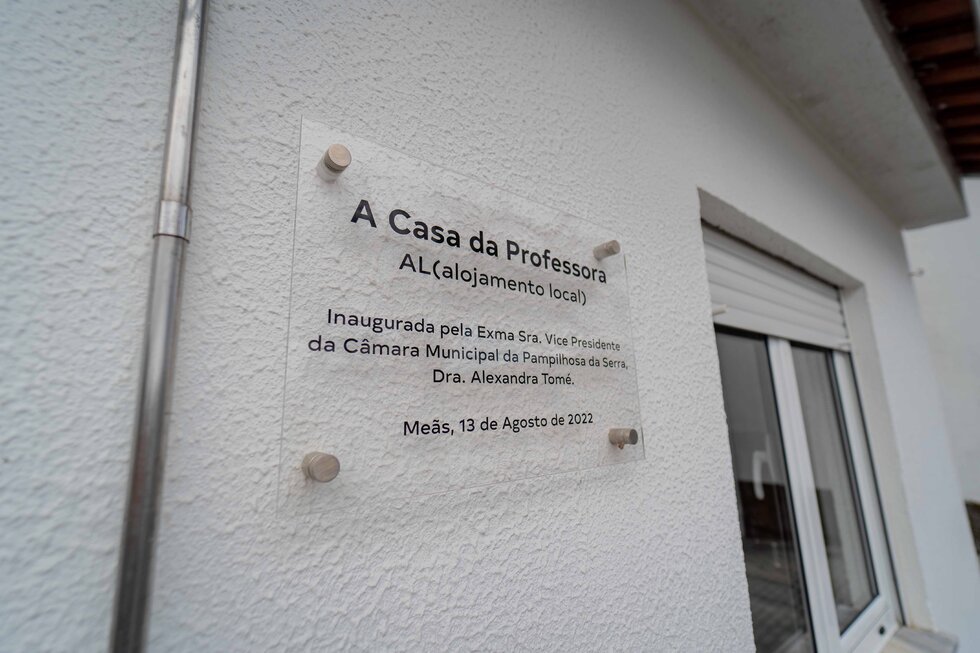 A Casa da Professora
AL(alojamento local)
Inaugurada pela Exma Sra. Vice Presidente
da Câmara Municipal da Pampilhosa da Serra,
Dra. Alexandra Tomé.
Meãs, 13 de Agosto de 2022